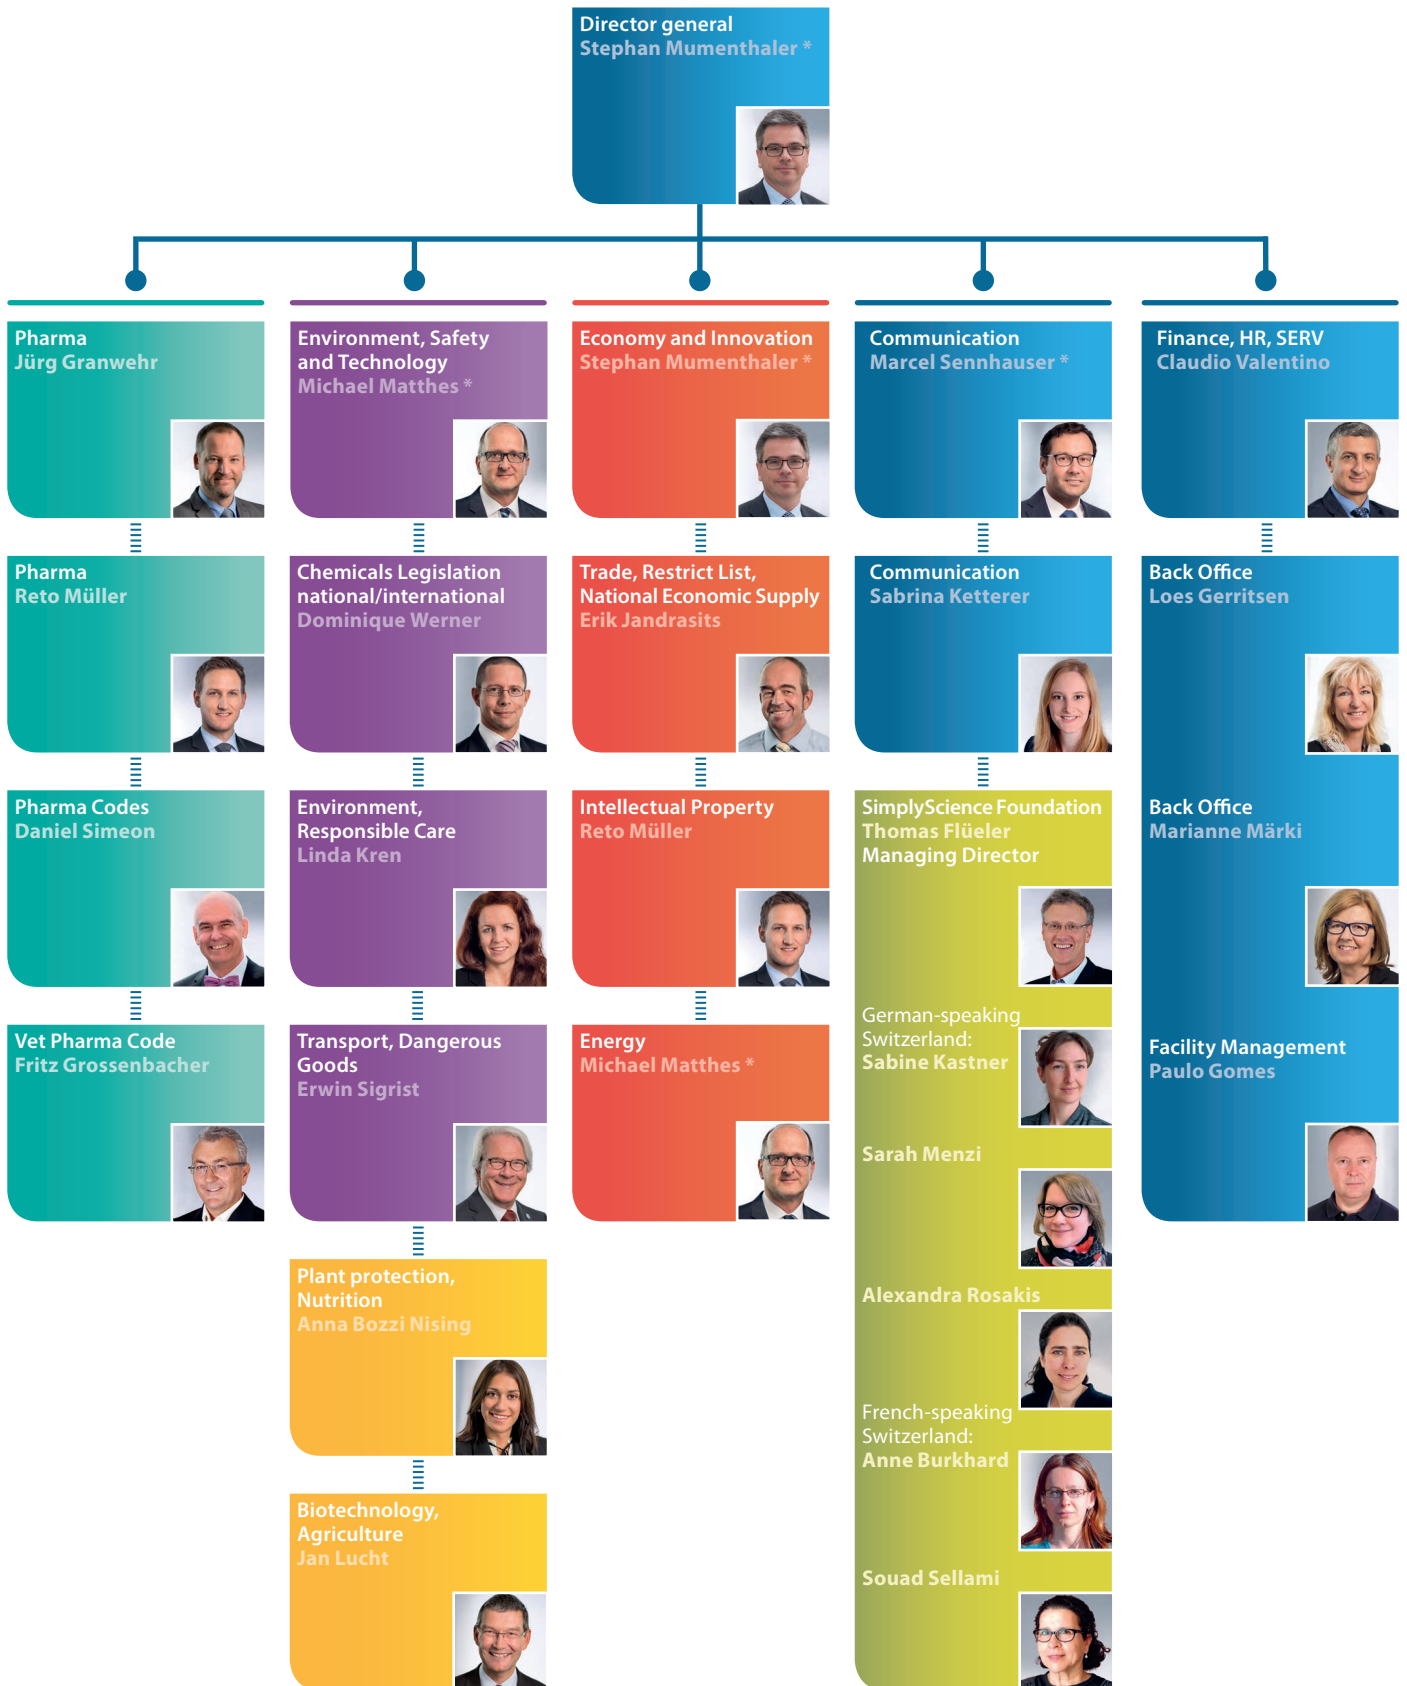 Director general
Stephan Mumenthaler *
Pharma
Jürg Granwehr
Environment, Safety
and Technology
Michael Matthes *
Economy and Innovation
Stephan Mumenthaler *
Communication
Marcel Sennhauser *
Finance, HR, SERV
Claudio Valentino
Pharma
Reto Müller
Chemicals Legislation
national/international
Dominique Werner
Trade, Restrict List,
National Economic Supply
Erik Jandrasits
Communication
Sabrina Ketterer
Back Office
Loes Gerritsen
Pharma Codes
Daniel Simeon
Environment,
Responsible Care
Linda Kren
Intellectual Property
Reto Müller
SimplyScience Foundation
Thomas Flüeler
Managing Director
Back Office
Marianne Märki
Vet Pharma Code
Fritz Grossenbacher
Transport, Dangerous
Goods
Erwin Sigrist
Energy
Michael Matthes *
German-speaking
Switzerland:
Sabine Kastner
Sarah Menzi
Facility Management
Paulo Gomes
Plant protection,
Nutrition
Anna Bozzi Nising
Alexandra Rosakis
French-speaking
Switzerland:
Anne Burkhard
Biotechnology,
Agriculture
Jan Lucht
Souad Sellami